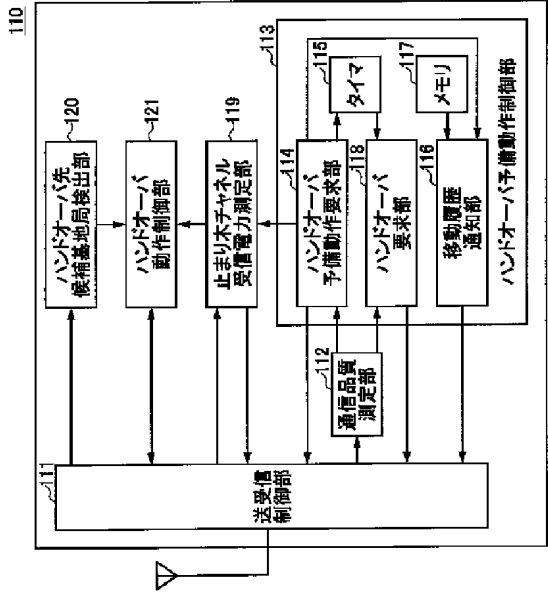 110
120
ハンドオーバ先
候補基地局検出部
121
ハンドオーバ
動作制御部
119
止まり木チャネル
受信電力測定部
113
115
タイマ
117
メモリ
114
ハンドオーバ
予備動作要求部
118
ハンドオーバ
要求部
116
移動履歴
通知部
ハンドオーバ予備動作制御部
112
通信品質
測定部
111
送受信
制御部